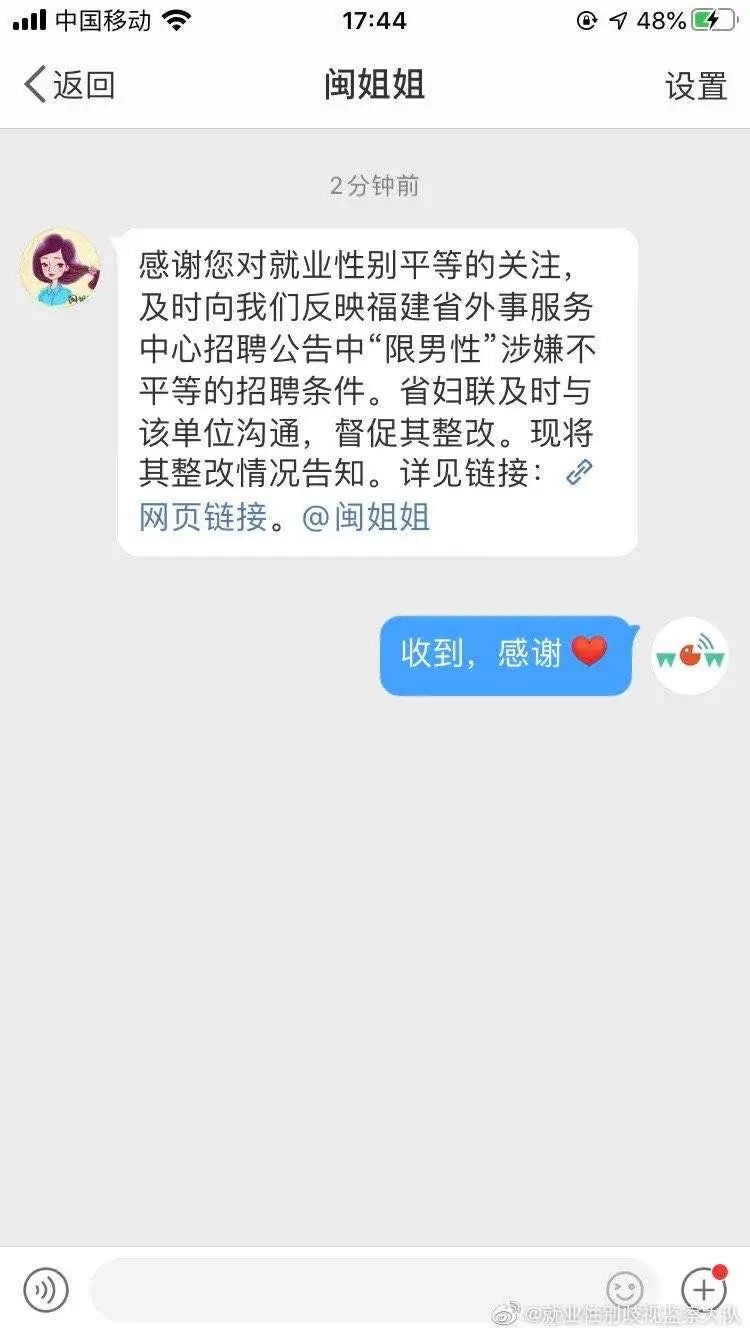 中国移动 17:44 48%
返回 闽姐姐 设置
2分钟前
感谢您对就业性别平等的关注，
及时向我们反映福建省外事服务
中心招聘公告中“限男性”涉嫌不
平等的招聘条件。省妇联及时与
该单位沟通，督促其整改。现将
其整改情况告知。详见链接：
网页链接。@闽姐姐
收到，感谢❤️
@就业性别歧视监察大队